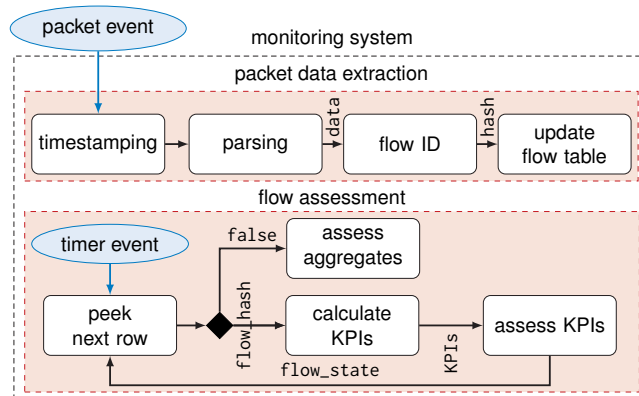 packet event
monitoring system
packet data extraction
timestamping
parsing
data
flow ID
hash
update
flow table
flow assessment
timer event
false
assess
aggregates
peek
next row
flow_hash
calculate
KPIs
KPIs
assess KPIs
flow_state